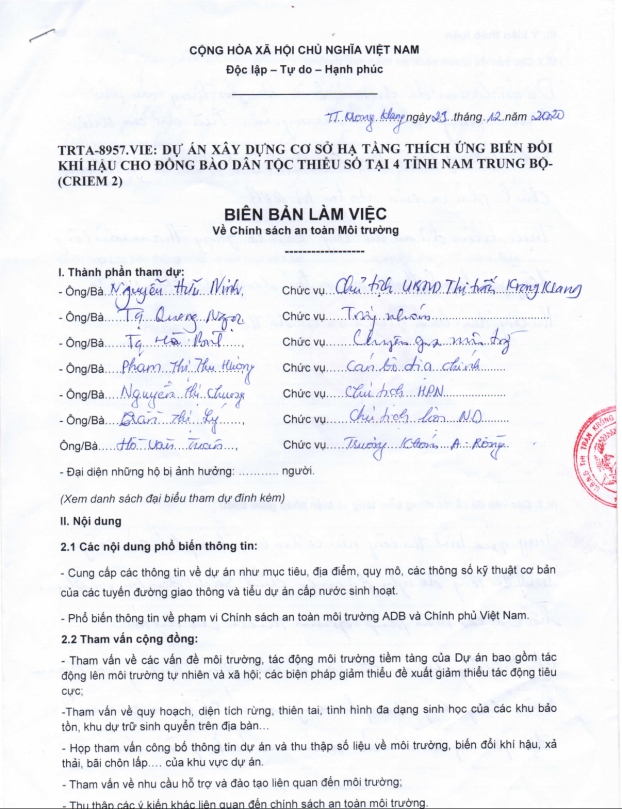 CỘNG HÒA XÃ HỘI CHỦ NGHĨA VIỆT NAM
Độc lập – Tự do – Hạnh phúc
TT. Krông Klang ngày 29 tháng 12 năm 2020
TRTA-8957.VIE: DỰ ÁN XÂY DỰNG CƠ SỞ HẠ TẦNG THÍCH ỨNG BIẾN ĐỔI
KHÍ HẬU CHO ĐỒNG BÀO DÂN TỘC THIỂU SỐ TẠI 4 TỈNH NAM TRUNG BỘ-
(CRIEM 2)
BIÊN BẢN LÀM VIỆC
Về Chính sách an toàn Môi trường
I. Thành phần tham dự:
- Ông/Bà Nguyễn Hữu Ninh, Chức vụ Chủ tịch UBND Thị trấn Krông Klang
- Ông/Bà Tạ Quang Ngọc Chức vụ
- Ông/Bà Tạ Hà, Chức vụ Chuyên gia môi trg
- Ông/Bà Phạm Thị Thu Hường Chức vụ Cán bộ địa chính
- Ông/Bà Nguyễn Thị Chung Chức vụ Chủ tịch HPN
- Ông/Bà Thị Lý, Chức vụ Chủ tịch hội ND
Ông/Bà Hồ Văn Tuấn, Chức vụ Trưởng Khóm A Ròng
- Đại diện những hộ bị ảnh hưởng: ............ người.
(Xem danh sách đại biểu tham dự đính kèm)
II. Nội dung
2.1 Các nội dung phổ biến thông tin:
- Cung cấp các thông tin về dự án như mục tiêu, địa điểm, quy mô, các thông số kỹ thuật cơ bản
của các tuyến đường giao thông và tiểu dự án cấp nước sinh hoạt.
- Phổ biến thông tin về phạm vi Chính sách an toàn môi trường ADB và Chính phủ Việt Nam.
2.2 Tham vấn cộng đồng:
- Tham vấn về các vấn đề môi trường, tác động môi trường tiềm tàng của Dự án bao gồm tác
động lên môi trường tự nhiên và xã hội; các biện pháp giảm thiểu đề xuất giảm thiểu tác động tiêu
cực;
-Tham vấn về quy hoạch, diện tích rừng, thiên tai, tình hình đa dạng sinh học của các khu bảo
tồn, khu dự trữ sinh quyển trên địa bàn…
- Họp tham vấn công bố thông tin dự án và thu thập số liệu về môi trường, biến đổi khí hậu, xả
thải, bãi chôn lấp…. của khu vực dự án.
- Tham vấn về nhu cầu hỗ trợ và đào tạo liên quan đến môi trường;
- Thu thập các ý kiến khác liên quan đến chính sách an toàn môi trường.